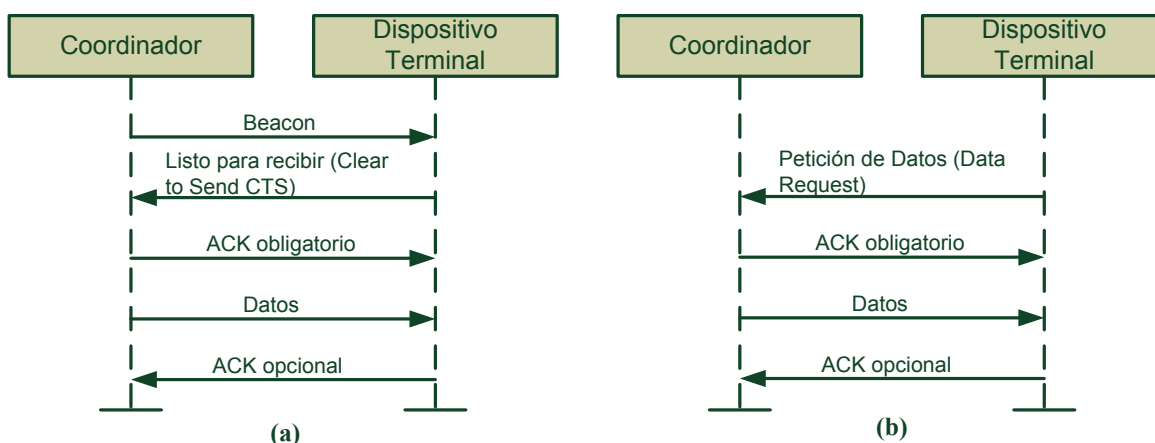 Coordinador
Dispositivo
Terminal
Beacon
Listo para recibir (Clear
to Send CTS)
ACK obligatorio
Datos
ACK opcional
(a)
Coordinador
Dispositivo
Terminal
Petición de Datos (Data
Request)
ACK obligatorio
Datos
ACK opcional
(b)